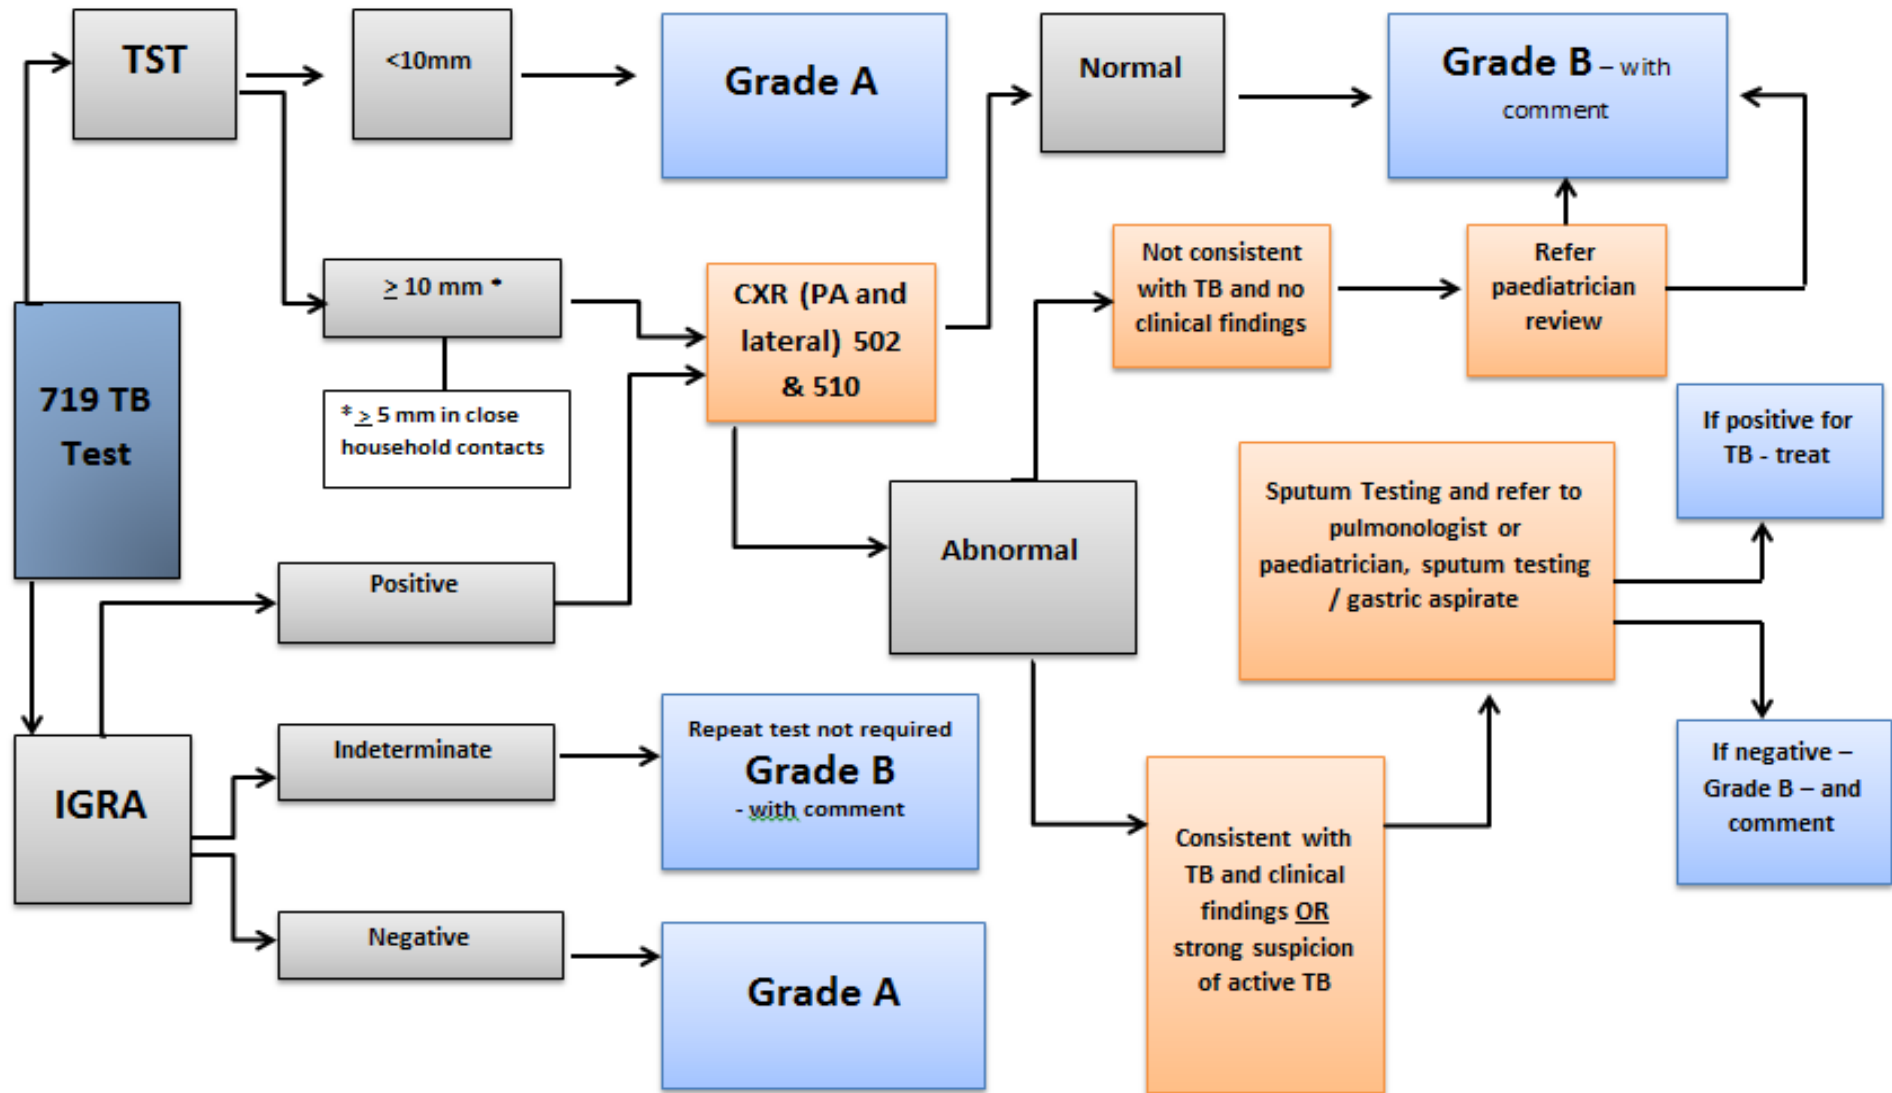 TST
<10mm
Grade A
Normal
Grade B – with
comment
≥ 10 mm *
* ≥ 5 mm in close
household contacts
CXR (PA and
lateral) 502
& 510
Not consistent
with TB and no
clinical findings
Refer
paediatrician
review
719 TB
Test
If positive for
TB - treat
Sputum Testing and refer to
pulmonologist or
paediatrician, sputum testing
/ gastric aspirate
Abnormal
Positive
Indeterminate
Repeat test not required
Grade B
- with comment
IGRA
If negative –
Grade B – and
comment
Consistent with
TB and clinical
findings OR
strong suspicion
of active TB
Negative
Grade A